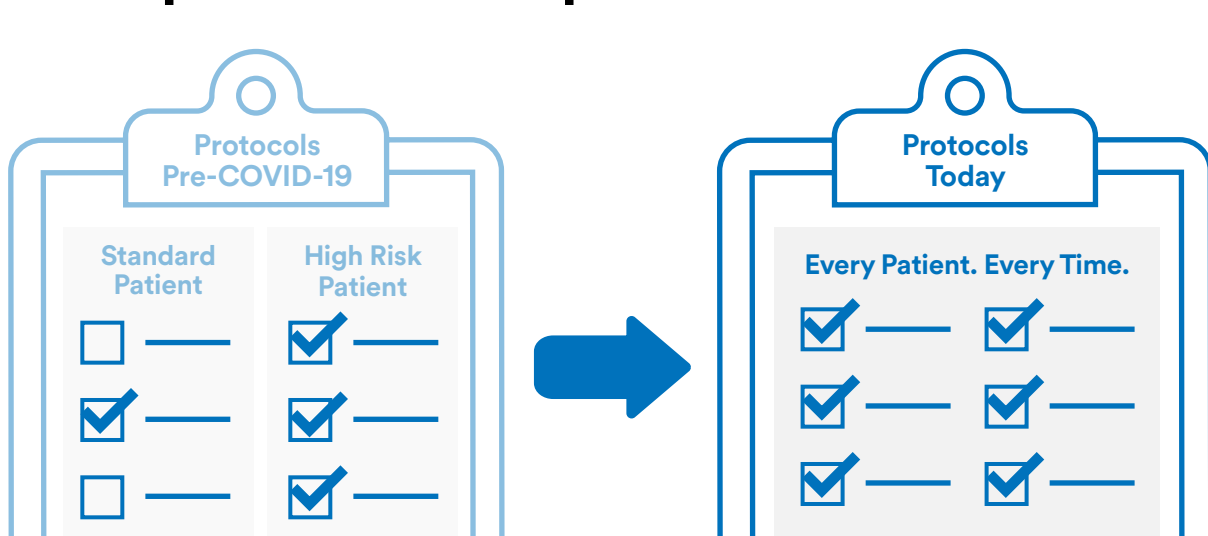 Protocols
Pre-COVID-19
Standard
Patient
High Risk
Patient
Protocols
Today
Every Patient. Every Time.